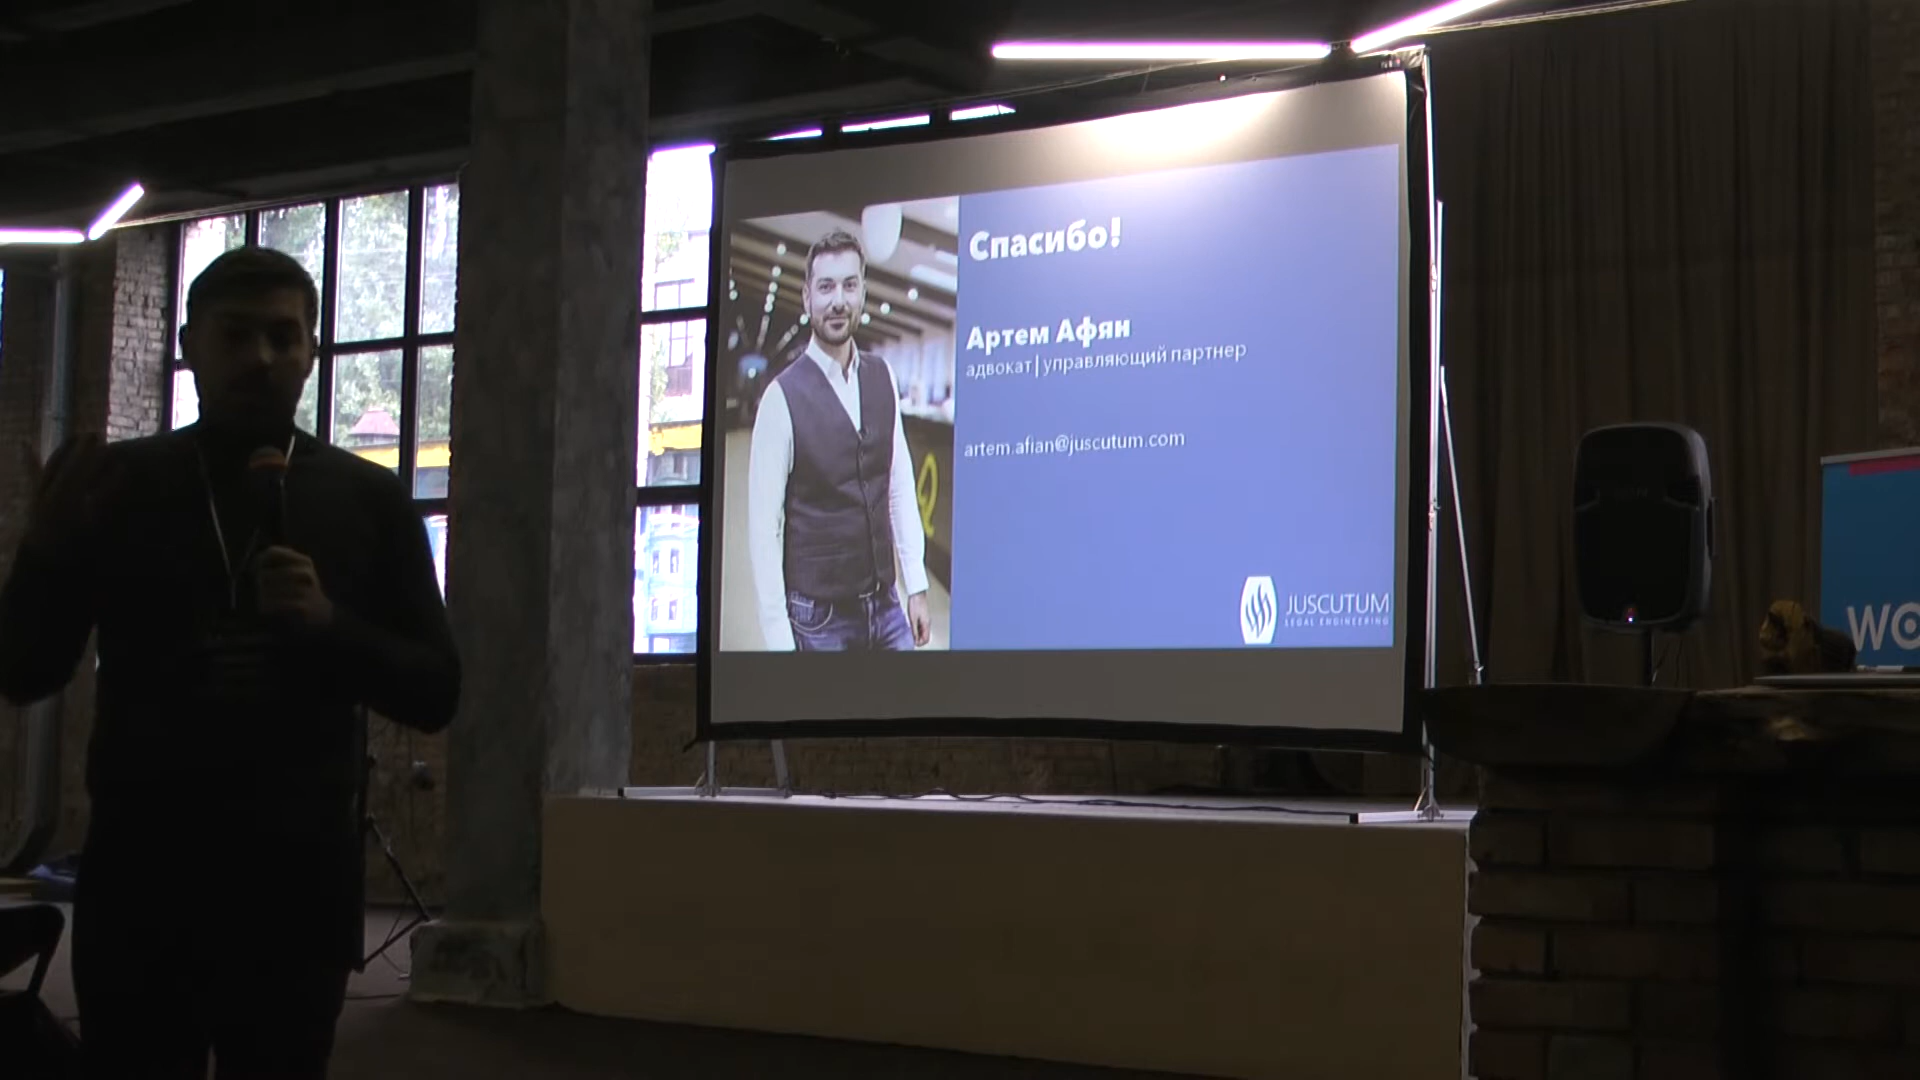 Спасибо!
Артем Афян
адвокат|управляющий партнер
artem.afian@juscutum.com
JUSCUTUM
LEGAL ENGINEERING
WO